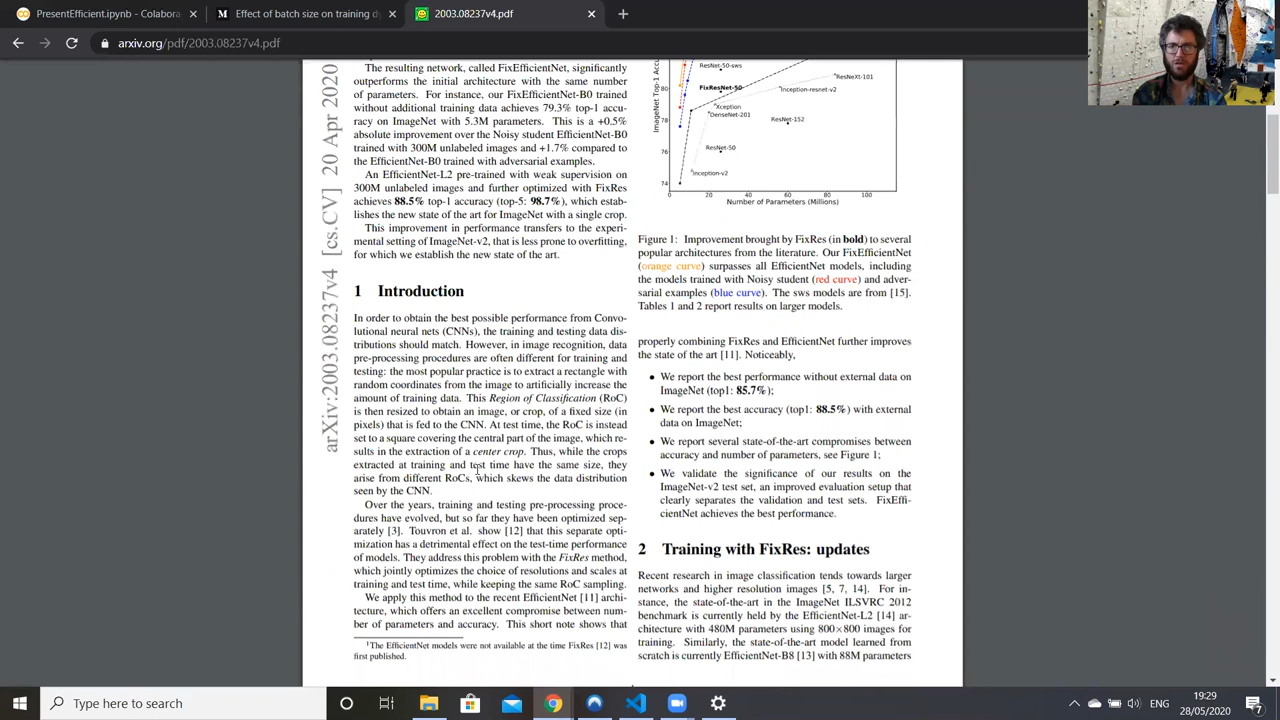 PresentEfficient.ipynb - Colabora
Effect of batch size on training dy
2003.08237v4.pdf
arxiv.org/pdf/2003.08237v4.pdf
arXiv:2003.08237v4 [cs.CV] 20 Apr 2020
The resulting network, called FixEfficientNet, significantly
outperforms the initial architecture with the same number
of parameters. For instance, our FixEfficientNet-B0 trained
without additional training data achieves 79.3% top-1 accu-
racy on ImageNet with 5.3M parameters. This is a +0.5%
absolute improvement over the Noisy student EfficientNet-B0
trained with 300M unlabeled images and +1.7% compared to
the EfficientNet-B0 trained with adversarial examples.
An EfficientNet-L2 pre-trained with weak supervision on
300M unlabeled images and further optimized with FixRes
achieves 88.5% top-1 accuracy (top-5: 98.7%), which estab-
lishes the new state of the art for ImageNet with a single crop.
This improvement in performance transfers to the experi-
mental setting of ImageNet-v2, that is less prone to overfitting,
for which we establish the new state of the art.
1 Introduction
In order to obtain the best possible performance from Convo-
lutional neural nets (CNNs), the training and testing data dis-
tributions should match. However, in image recognition, data
pre-processing procedures are often different for training and
testing: the most popular practice is to extract a rectangle with
random coordinates from the image to artificially increase the
amount of training data. This Region of Classification (RoC)
is then resized to obtain an image, or crop, of a fixed size (in
pixels) that is fed to the CNN. At test time, the RoC is instead
set to a square covering the central part of the image, which re-
sults in the extraction of a center crop. Thus, while the crops
extracted at training and test time have the same size, they
arise from different RoCs, which skews the data distribution
seen by the CNN.
Over the years, training and testing pre-processing proce-
dures have evolved, but so far they have been optimized sep-
arately [3]. Touvron et al. show [12] that this separate opti-
mization has a detrimental effect on the test-time performance
of models. They address this problem with the FixRes method,
which jointly optimizes the choice of resolutions and scales at
training and test time, while keeping the same RoC sampling.
We apply this method to the recent EfficientNet [11] archi-
tecture, which offers an excellent compromise between num-
ber of parameters and accuracy. This short note shows that
1The EfficientNet models were not available at the time FixRes [12] was
first published.
ImageNet Top-1 Accu
ResNet-50-sws
ResNeXt-101
FixResNet-50
Inception-resnet-v2
78
Xception
DenseNet-201
ResNet-152
76
ResNet-50
Inception-v2
74
0 20 40 60 80 100
Number of Parameters (Millions)
Figure 1: Improvement brought by FixRes (in bold) to several
popular architectures from the literature. Our FixEfficientNet
(orange curve) surpasses all EfficientNet models, including
the models trained with Noisy student (red curve) and adver-
sarial examples (blue curve). The sws models are from [15].
Tables 1 and 2 report results on larger models.
properly combining FixRes and EfficientNet further improves
the state of the art [11]. Noticeably,
• We report the best performance without external data on
ImageNet (top1: 85.7%);
• We report the best accuracy (top1: 88.5%) with external
data on ImageNet;
• We report several state-of-the-art compromises between
accuracy and number of parameters, see Figure 1;
• We validate the significance of our results on the
ImageNet-v2 test set, an improved evaluation setup that
clearly separates the validation and test sets. FixEffi-
cientNet achieves the best performance.
2 Training with FixRes: updates
Recent research in image classification tends towards larger
networks and higher resolution images [5, 7, 14]. For in-
stance, the state-of-the-art in the ImageNet ILSVRC 2012
benchmark is currently held by the EfficientNet-L2 [14] ar-
chitecture with 480M parameters using 800×800 images for
training. Similarly, the state-of-the-art model learned from
scratch is currently EfficientNet-B8 [13] with 88M parameters
Type here to search
ENG
19:29
28/05/2020
7